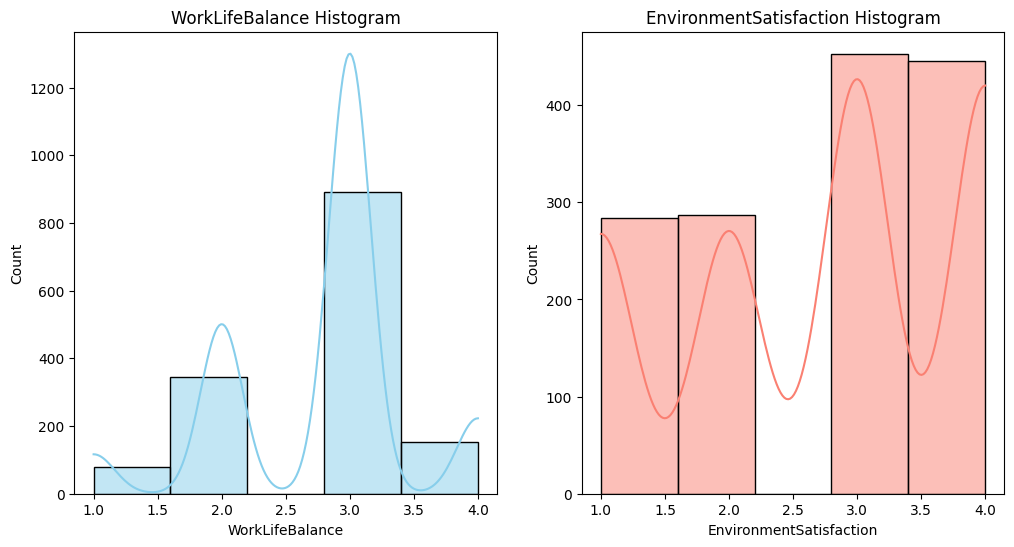 WorkLifeBalance Histogram
1200
1000
800
600
400
200
0
Count
1.0 1.5 2.0 2.5 3.0 3.5 4.0
WorkLifeBalance
EnvironmentSatisfaction Histogram
400
300
200
100
0
Count
1.0 1.5 2.0 2.5 3.0 3.5 4.0
EnvironmentSatisfaction